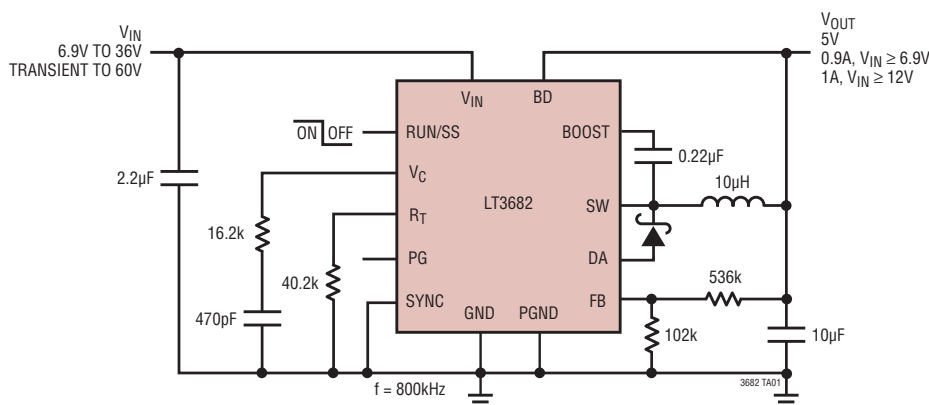 VIN
6.9V TO 36V
TRANSIENT TO 60V
VOUT
5V
0.9A, VIN ≥ 6.9V
1A, VIN ≥ 12V
VIN
BD
ON OFF
RUN/SS
BOOST
0.22µF
2.2µF
VC
10µH
LT3682
SW
16.2k
RT
PG
DA
40.2k
536k
SYNC
FB
470pF
GND
PGND
102k
10µF
f = 800kHz
3682 TA01